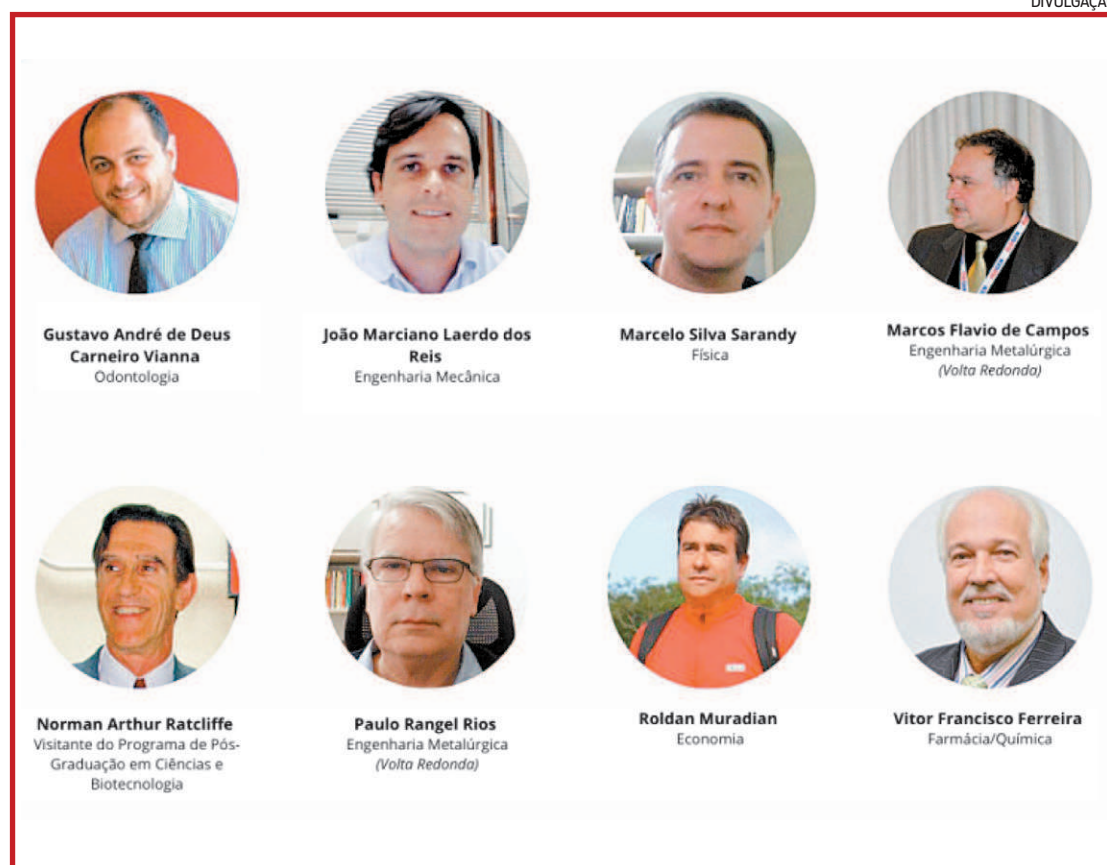 DIVULGAÇÃ
Gustavo André de Deus
Carneiro Vianna
Odontologia
João Marciano Laerdo dos
Reis
Engenharia Mecânica
Marcelo Silva Sarandy
Física
Marcos Flavio de Campos
Engenharia Metalúrgica
(Volta Redonda)
Norman Arthur Ratcliffe
Visitante do Programa de Pós-
Graduação em Ciências e
Biotecnologia
Paulo Rangel Rios
Engenharia Metalúrgica
(Volta Redonda)
Roldan Muradian
Economia
Vitor Francisco Ferreira
Farmácia/Química